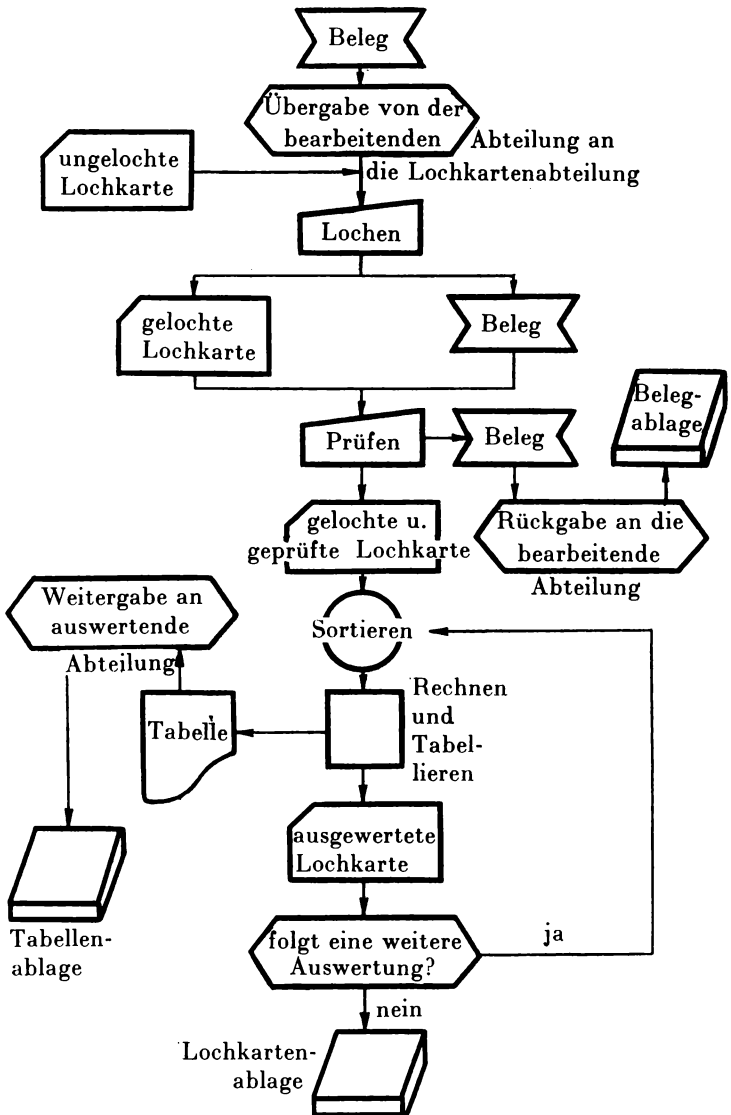 Beleg
Übergabe von der
bearbeitenden
Abteilung an
die Lochkartenabteilung
ungelochte
Lochkarte
Lochen
gelochte
Lochkarte
Beleg
Beleg-
ablage
Prüfen
Beleg
gelochte u.
geprüfte Lochkarte
Rückgabe an die
bearbeitende
Abteilung
Weitergabe an
auswertende
Abteilung
Sortieren
Rechnen
und
Tabel-
lieren
Tabelle
ausgewertete
Lochkarte
Tabellen-
ablage
folgt eine weitere
Auswertung?
ja
nein
Lochkarten-
ablage